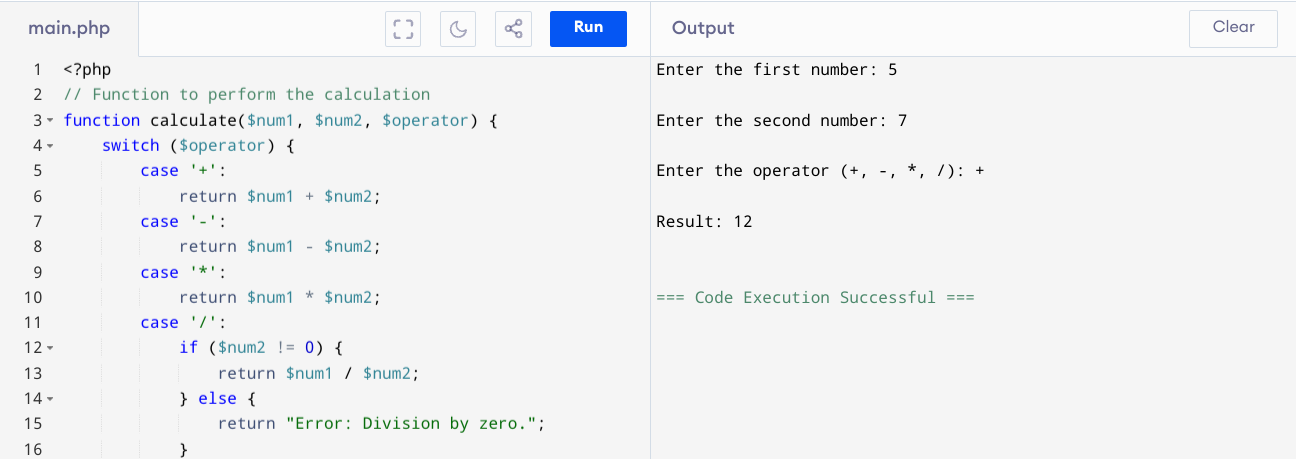 main.php
Run
Output
Clear
1 <?php
2 // Function to perform the calculation
3 function calculate($num1, $num2, $operator) {
4     switch ($operator) {
5         case '+':
6             return $num1 + $num2;
7         case '-':
8             return $num1 - $num2;
9         case '*':
10             return $num1 * $num2;
11         case '/':
12             if ($num2 != 0) {
13                 return $num1 / $num2;
14             } else {
15                 return "Error: Division by zero.";
16             }
Enter the first number: 5
Enter the second number: 7
Enter the operator (+, -, *, /): +
Result: 12
=== Code Execution Successful ===